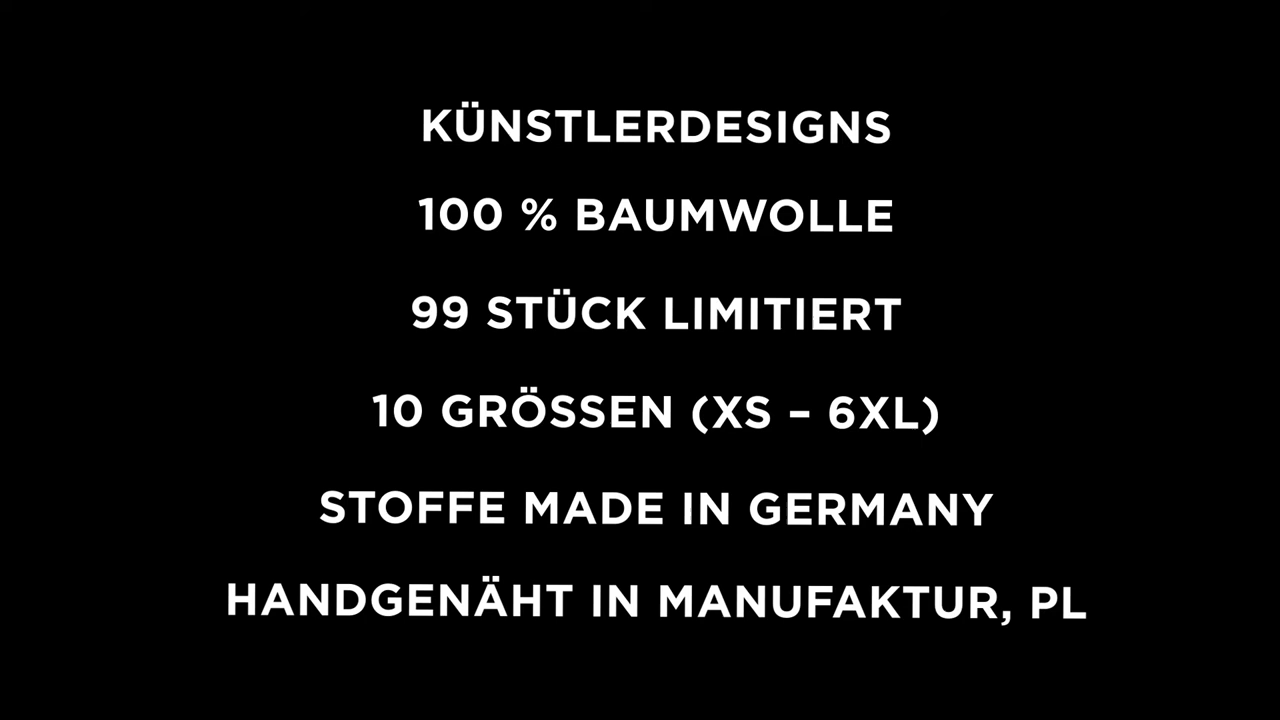 KÜNSTLERDESIGNS
100 % BAUMWOLLE
99 STÜCK LIMITIERT
10 GRÖSSEN (XS – 6XL)
STOFFE MADE IN GERMANY
HANDGENÄHT IN MANUFAKTUR, PL